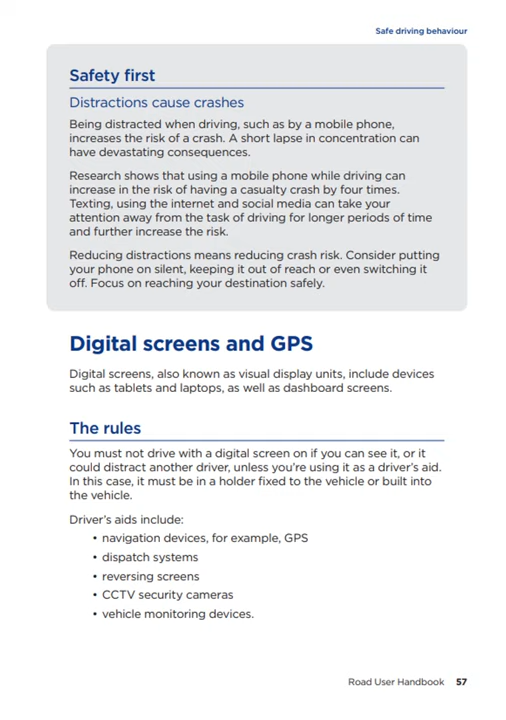 Safe driving behaviour
Safety first
Distractions cause crashes
Being distracted when driving, such as by a mobile phone,
increases the risk of a crash. A short lapse in concentration can
have devastating consequences.
Research shows that using a mobile phone while driving can
increase in the risk of having a casualty crash by four times.
Texting, using the internet and social media can take your
attention away from the task of driving for longer periods of time
and further increase the risk.
Reducing distractions means reducing crash risk. Consider putting
your phone on silent, keeping it out of reach or even switching it
off. Focus on reaching your destination safely.
Digital screens and GPS
Digital screens, also known as visual display units, include devices
such as tablets and laptops, as well as dashboard screens.
The rules
You must not drive with a digital screen on if you can see it, or it
could distract another driver, unless you’re using it as a driver’s aid.
In this case, it must be in a holder fixed to the vehicle or built into
the vehicle.
Driver’s aids include:
• navigation devices, for example, GPS
• dispatch systems
• reversing screens
• CCTV security cameras
• vehicle monitoring devices.
Road User Handbook 57